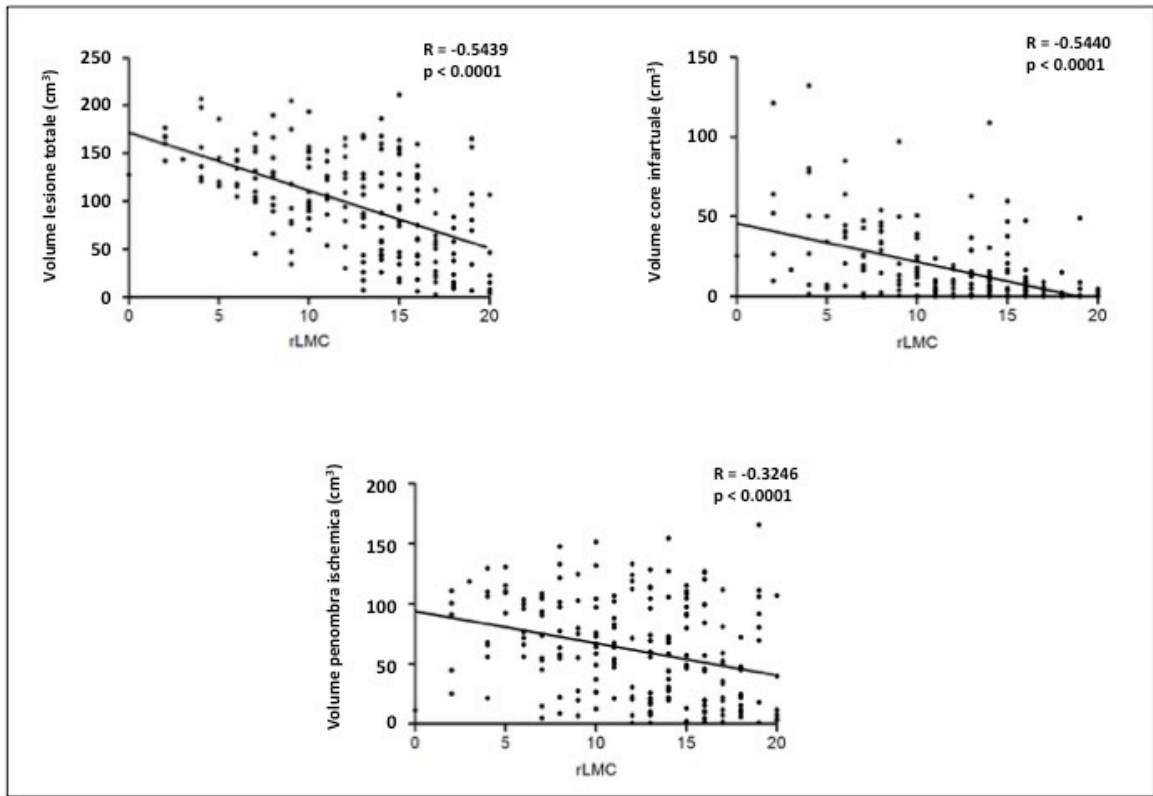 R = -0.5439
p < 0.0001
Volume lesione totale (cm³)
250
200
150
100
50
0
0 5 10 15 20
rLMC
R = -0.5440
p < 0.0001
Volume core infartuale (cm³)
150
100
50
0
0 5 10 15 20
rLMC
R = -0.3246
p < 0.0001
Volume penombra ischemica (cm³)
200
150
100
50
0
0 5 10 15 20
rLMC